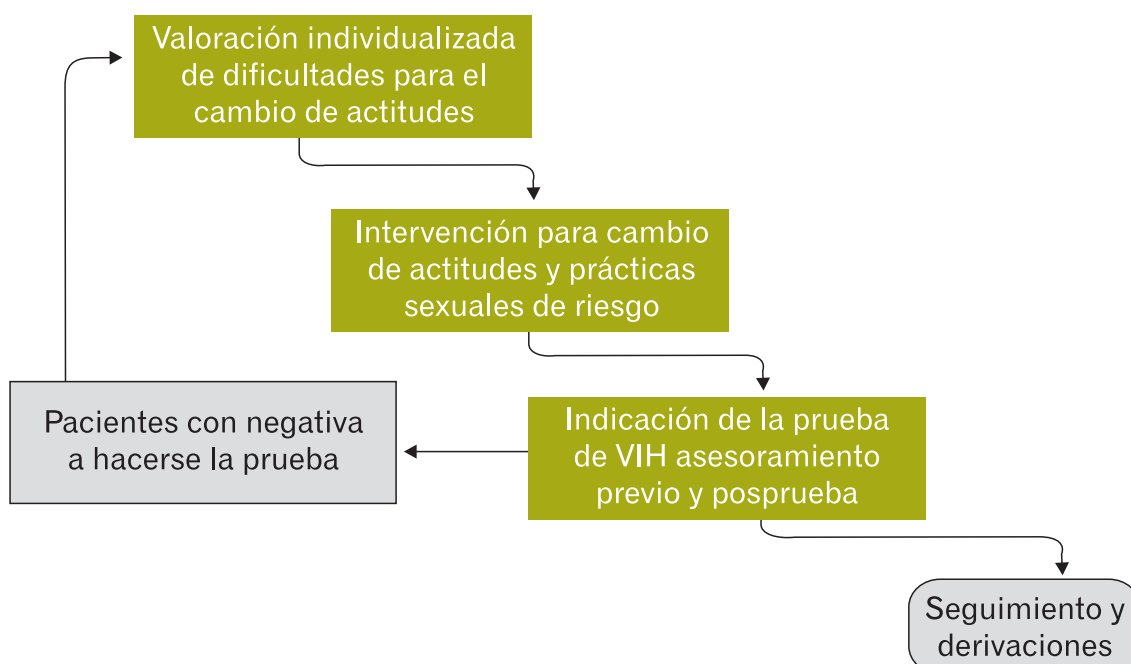 Valoración individualizada
de dificultades para el
cambio de actitudes
Intervención para cambio
de actitudes y prácticas
sexuales de riesgo
Pacientes con negativa
a hacerse la prueba
Indicación de la prueba
de VIH asesoramiento
previo y posprueba
Seguimiento y
derivaciones